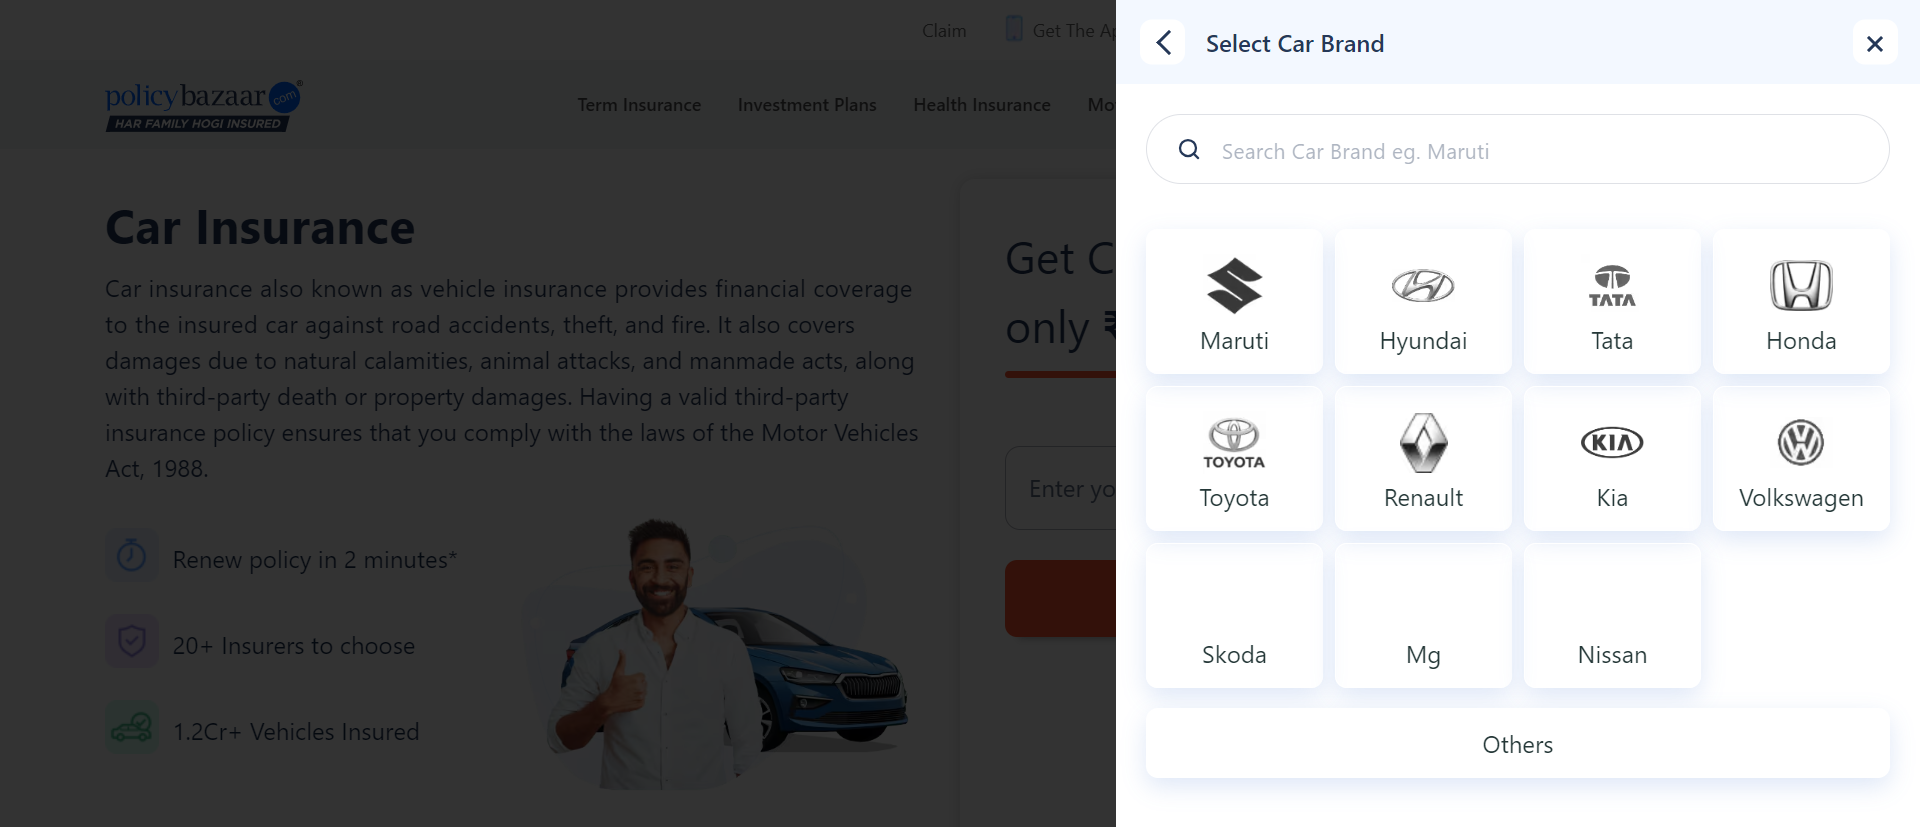 Claim
Get The Ap
policybazaar.com®
HAR FAMILY HOGI INSURED
Term Insurance
Investment Plans
Health Insurance
Mo
Car Insurance
Car insurance also known as vehicle insurance provides financial coverage
to the insured car against road accidents, theft, and fire. It also covers
damages due to natural calamities, animal attacks, and manmade acts, along
with third-party death or property damages. Having a valid third-party
insurance policy ensures that you comply with the laws of the Motor Vehicles
Act, 1988.
Renew policy in 2 minutes*
20+ Insurers to choose
1.2Cr+ Vehicles Insured
Get C
only ₹
Enter yo
Select Car Brand
Search Car Brand eg. Maruti
Maruti
Hyundai
TATA
Tata
Honda
TOYOTA
Toyota
Renault
KIA
Kia
Volkswagen
Skoda
Mg
Nissan
Others